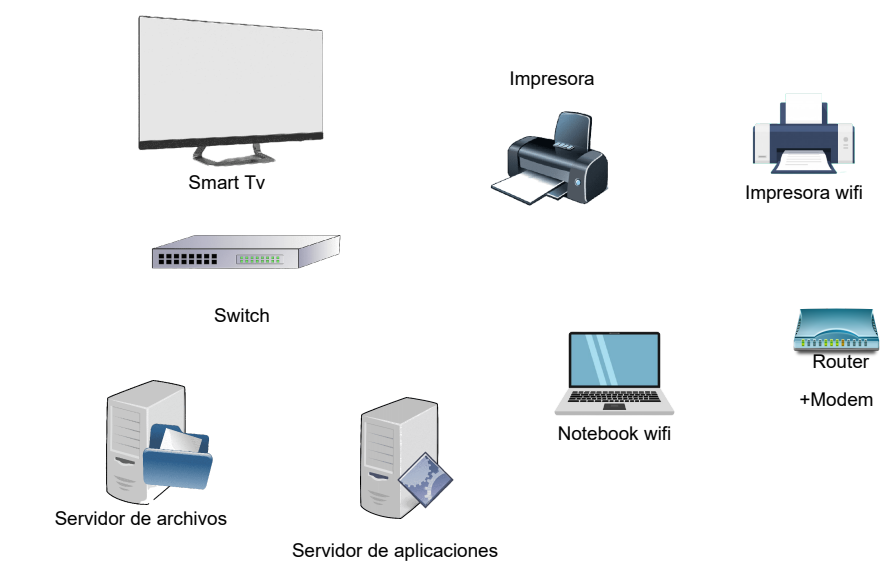 Impresora
Smart Tv
Impresora wifi
Switch
Router
+Modem
Notebook wifi
Servidor de archivos
Servidor de aplicaciones